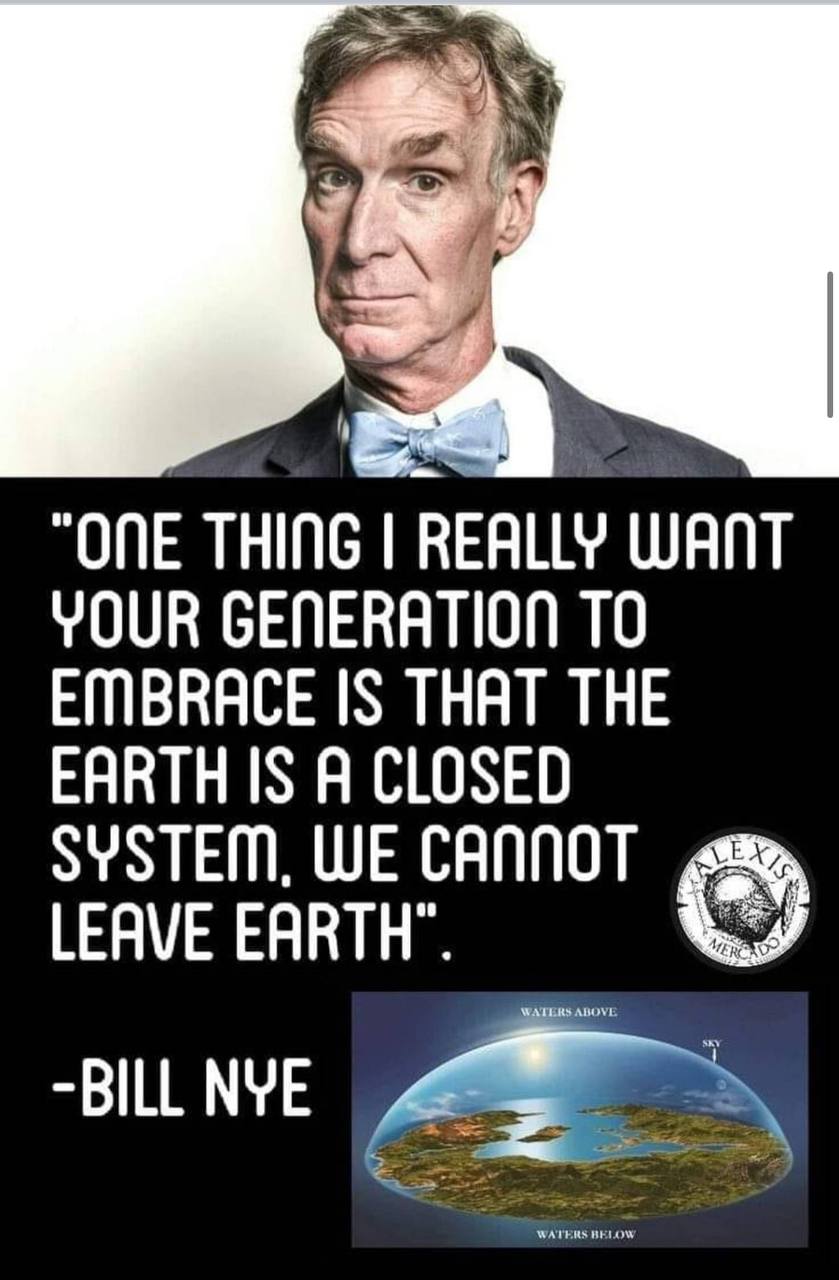 "ONE THING I REALLY WANT
YOUR GENERATION TO
EMBRACE IS THAT THE
EARTH IS A CLOSED
SYSTEM, WE CANNOT
LEAVE EARTH".
ALEXIS
MERCADO
-BILL NYE
WATERS ABOVE
SKY
WATERS BELOW